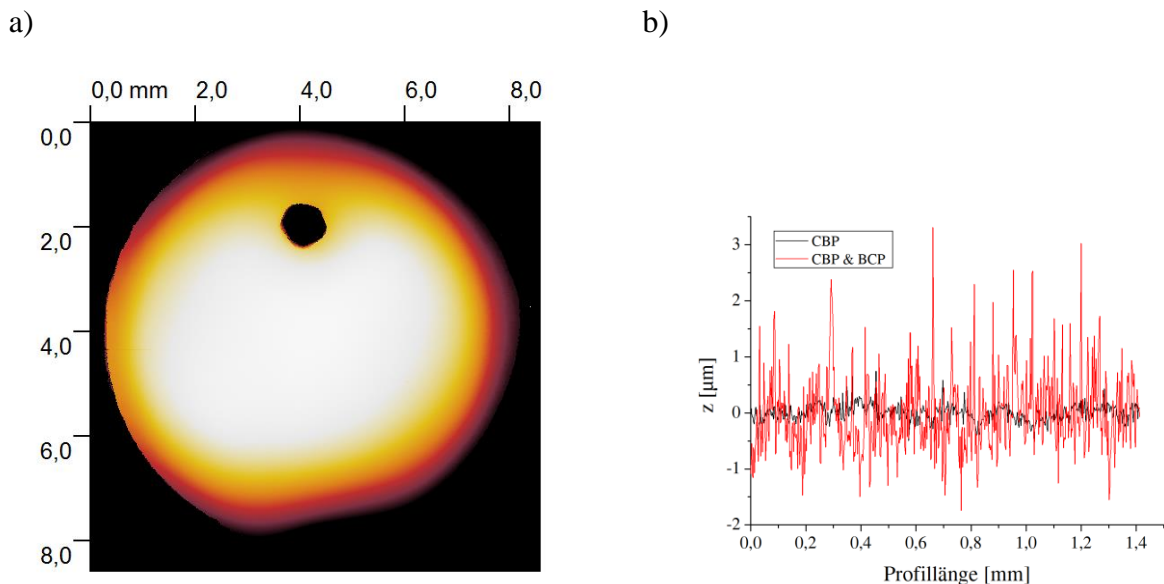 a)
b)
0,0 mm 2,0 4,0 6,0 8,0
0,0
2,0
4,0
6,0
8,0
3
2
1
0
-1
-2
z [µm]
CBP
CBP & BCP
0,0 0,2 0,4 0,6 0,8 1,0 1,2 1,4
Profillänge [mm]